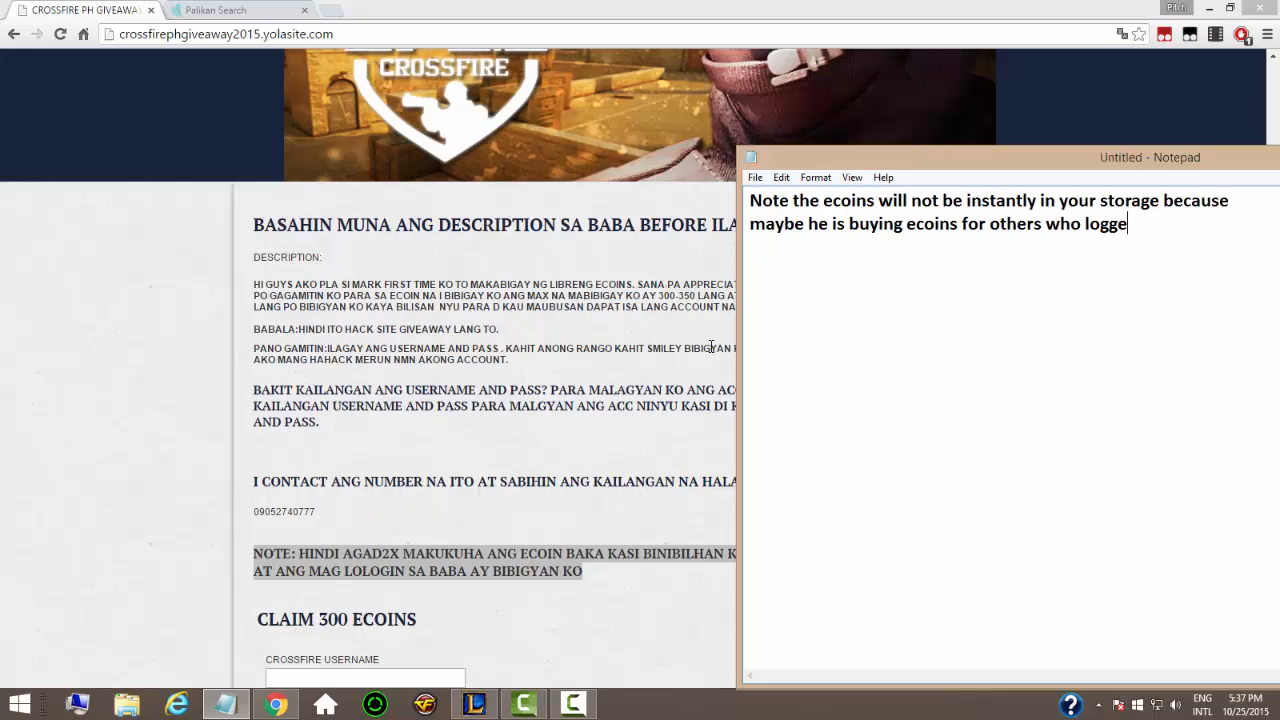 CROSSFIRE PH GIVEAWAY
Palikan Search
Pitch
crossfirephgiveaway2015.yolasite.com
CROSSFIRE
BASAHIN MUNA ANG DESCRIPTION SA BABA BEFORE ILA
DESCRIPTION:
HI GUYS AKO PLA SI MARK FIRST TIME KO TO MAKABIGAY NG LIBRENG ECOINS. SANA PA APPRECIAT
PO GAGAMITIN KO PARA SA ECOIN NA I BIBIGAY KO ANG MAX NA MABIBIGAY KO AY 300-350 LANG AT
LANG PO BIBIGYAN KO KAYA BILISAN NYU PARA D KAU MAUBUSAN DAPAT ISA LANG ACCOUNT NA
BABALA:HINDI ITO HACK SITE GIVEAWAY LANG TO.
PANO GAMITIN:ILAGAY ANG USERNAME AND PASS . KAHIT ANONG RANGO KAHIT SMILEY BIBIGYAN K
AKO MANG HAHACK MERUN NMN AKONG ACCOUNT.
BAKIT KAILANGAN ANG USERNAME AND PASS? PARA MALAGYAN KO ANG ACC
KAILANGAN USERNAME AND PASS PARA MALGYAN ANG ACC NINYU KASI DI K
AND PASS.
I CONTACT ANG NUMBER NA ITO AT SABIHIN ANG KAILANGAN NA HALA
09052740777
NOTE: HINDI AGAD2X MAKUKUHA ANG ECOIN BAKA KASI BINIBILHAN K
AT ANG MAG LOLOGIN SA BABA AY BIBIGYAN KO
CLAIM 300 ECOINS
CROSSFIRE USERNAME
Untitled - Notepad
File Edit Format View Help
Note the ecoins will not be instantly in your storage because
maybe he is buying ecoins for others who logge
ENG
INTL
5:37 PM
10/25/2015